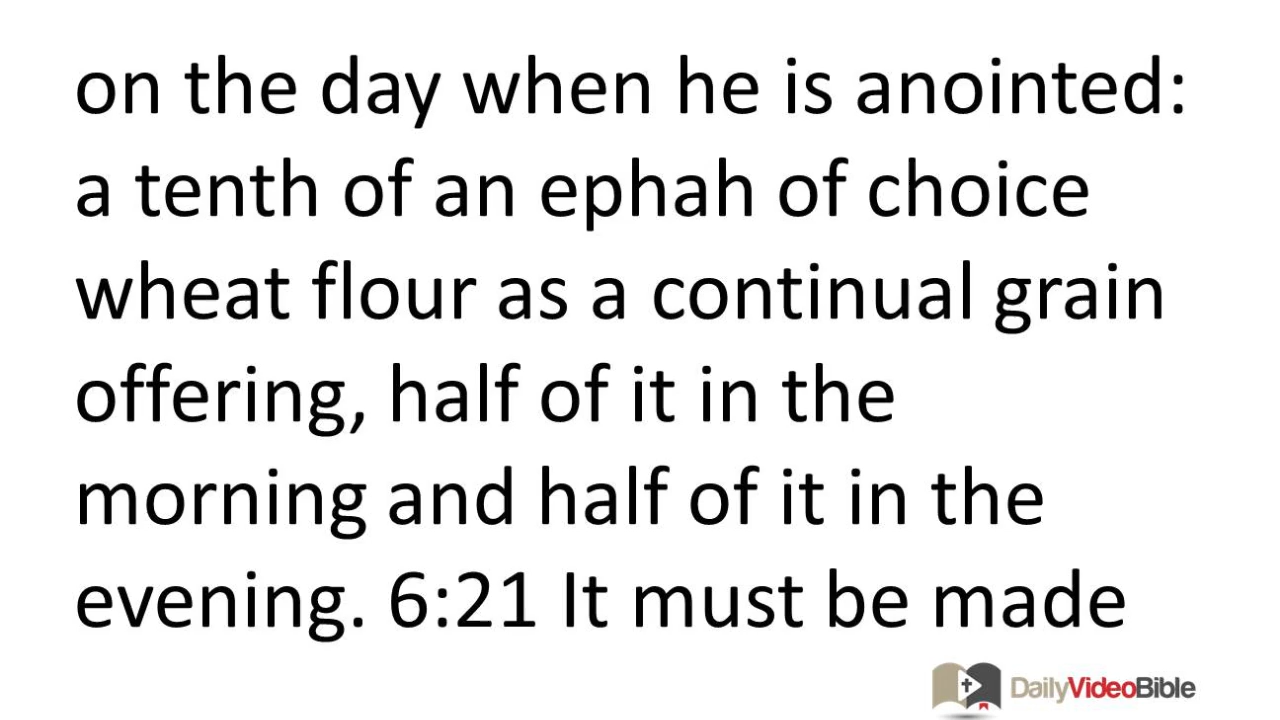 on the day when he is anointed:
a tenth of an ephah of choice
wheat flour as a continual grain
offering, half of it in the
morning and half of it in the
evening. 6:21 It must be made
DailyVideoBible